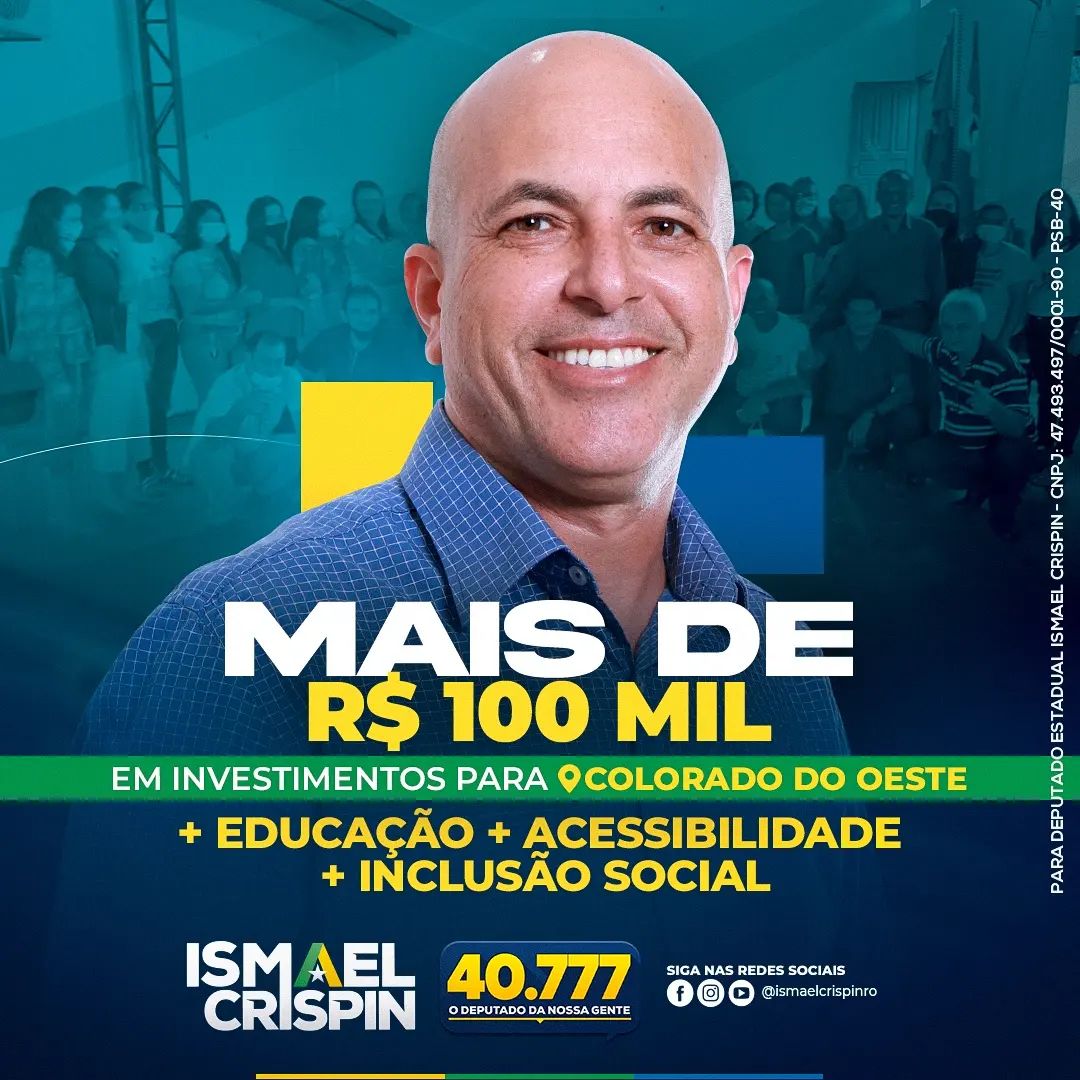 MAIS DE
R$ 100 MIL
EM INVESTIMENTOS PARA COLORADO DO OESTE
+ EDUCAÇÃO + ACESSIBILIDADE
+ INCLUSÃO SOCIAL
ISMAEL
CRISPIN
40.777
O DEPUTADO DA NOSSA GENTE
SIGA NAS REDES SOCIAIS
@ismaelcrispinro
PARA DEPUTADO ESTADUAL ISMAEL CRISPIN - CNPJ: 47.493.497/0001-90 - PSB-40